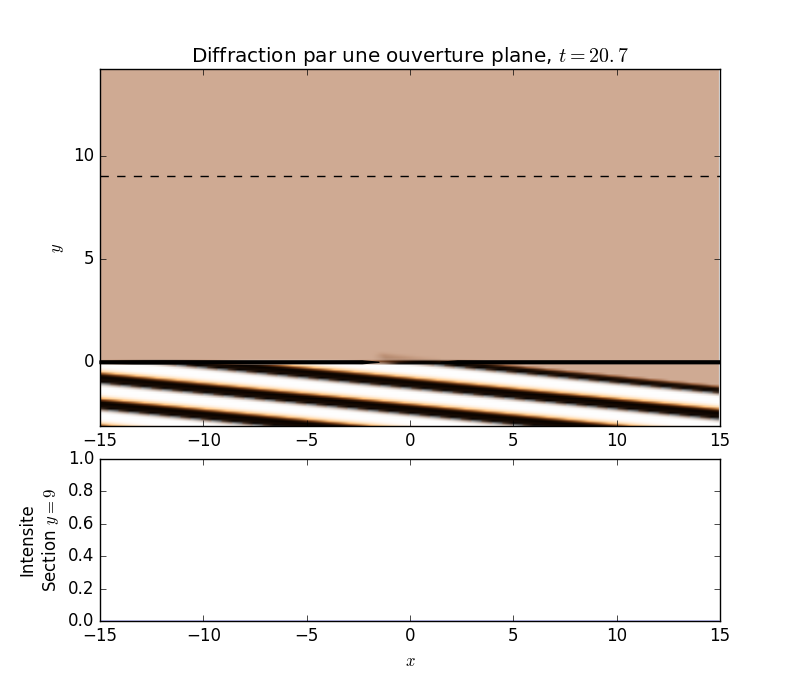 Diffraction par une ouverture plane, t = 20.7
10
5
0
y
−15 −10 −5 0 5 10 15
1.0
0.8
0.6
0.4
0.2
0.0
Intensite
Section y = 9
−15 −10 −5 0 5 10 15
x